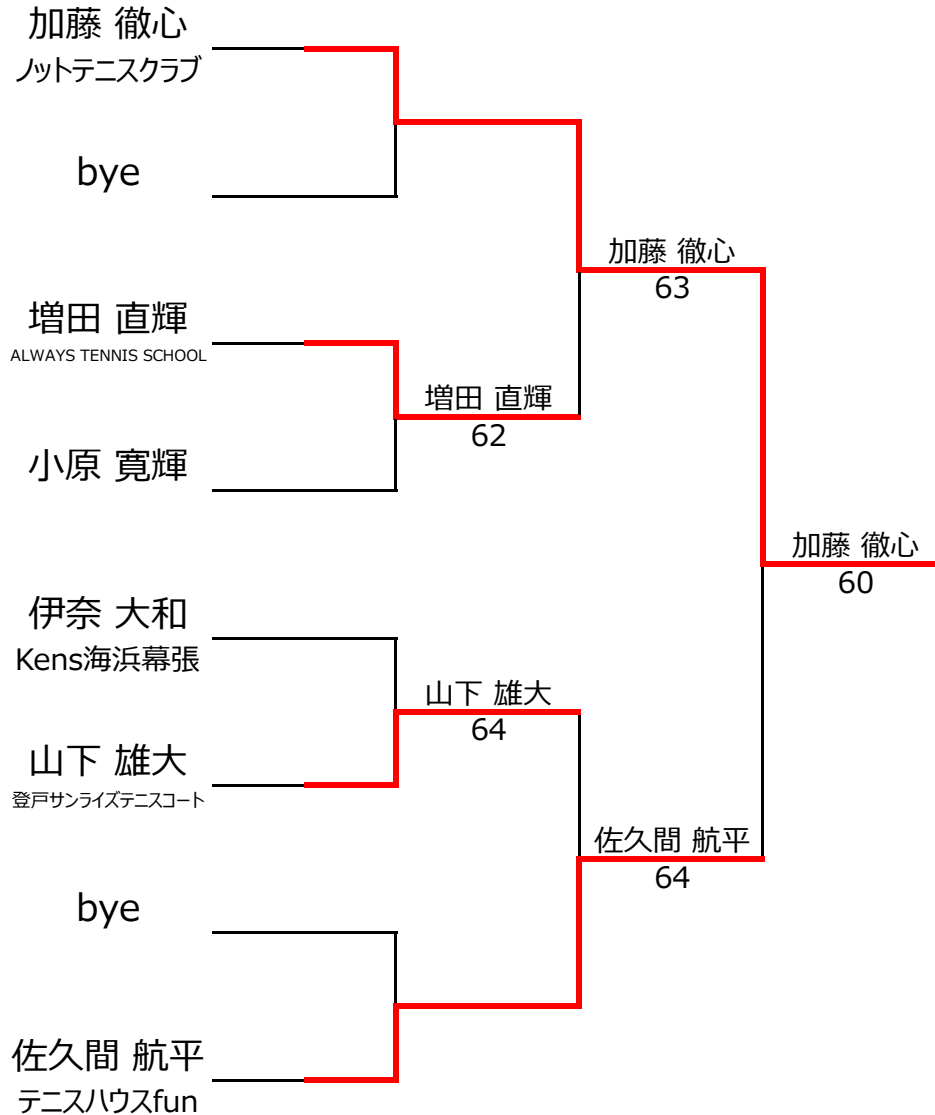 加藤 徹心
ノットテニスクラブ
bye
加藤 徹心
63
増田 直輝
ALWAYS TENNIS SCHOOL
増田 直輝
62
小原 寛輝
加藤 徹心
60
伊奈 大和
Kens海浜幕張
山下 雄大
64
山下 雄大
登戸サンライズテニスコート
佐久間 航平
64
bye
佐久間 航平
テニスハウスfun